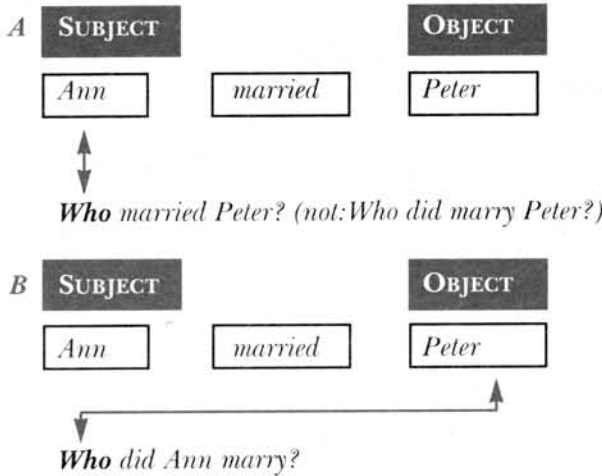 A SUBJECT OBJECT
Ann married Peter
Who married Peter? (not:Who did marry Peter?)
B SUBJECT OBJECT
Ann married Peter
Who did Ann marry?